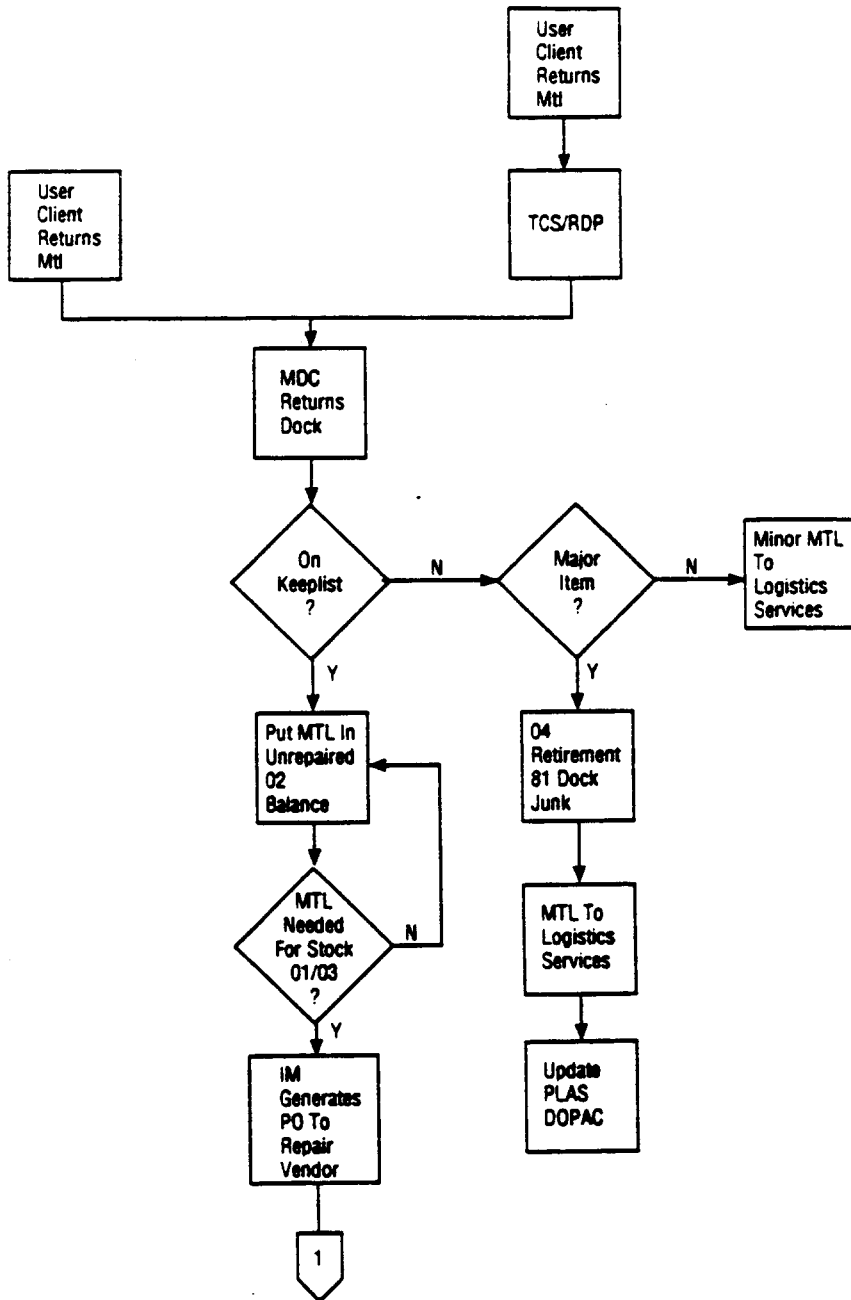 User
Client
Returns
Mtl
User
Client
Returns
Mtl
TCS/RDP
MDC
Returns
Dock
On
Keeplist
?
N
Major
Item
?
N
Minor MTL
To
Logistics
Services
Y
Y
Put MTL In
Unrepaired
02
Balance
04
Retirement
81 Dock
Junk
MTL
Needed
For Stock
01/03
?
N
MTL To
Logistics
Services
Y
IM
Generates
PO To
Repair
Vendor
Update
PLAS
DOPAC
1